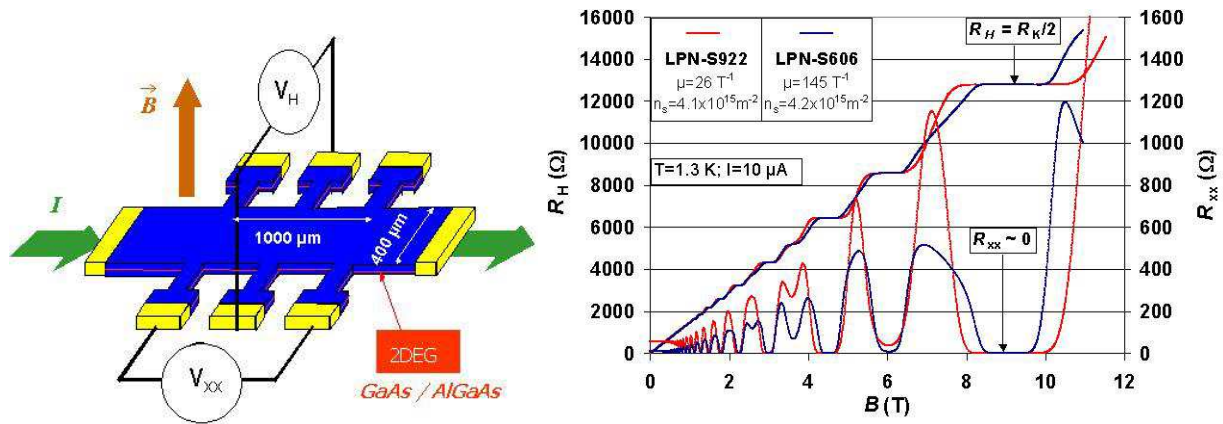 B
V_H
I
1000 µm
400 µm
2DEG
GaAs / AlGaAs
V_XX
R_H (Ω)
16000
14000
12000
10000
8000
6000
4000
2000
0
LPN-S922
µ=26 T⁻¹
n_s=4.1x10¹⁵m⁻²
LPN-S606
µ=145 T⁻¹
n_s=4.2x10¹⁵m⁻²
T=1.3 K; I=10 µA
R_H = R_K/2
R_xx ~ 0
1600
1400
1200
1000
800
600
400
200
0
R_xx (Ω)
0 2 4 6 8 10 12
B (T)